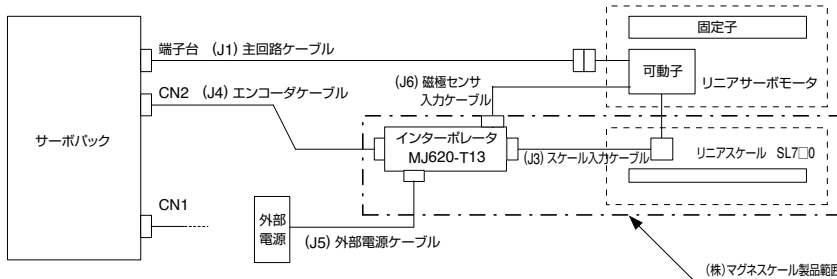 固定子
端子台 (J1) 主回路ケーブル
可動子
リニアサーボモータ
(J6) 磁極センサ
入力ケーブル
CN2 (J4) エンコーダケーブル
サーボパック
インターポレータ
MJ620-T13
(J3) スケール入力ケーブル
リニアスケール SL7□0
CN1
外部
電源
(J5) 外部電源ケーブル
(株)マグネスケール製品範囲